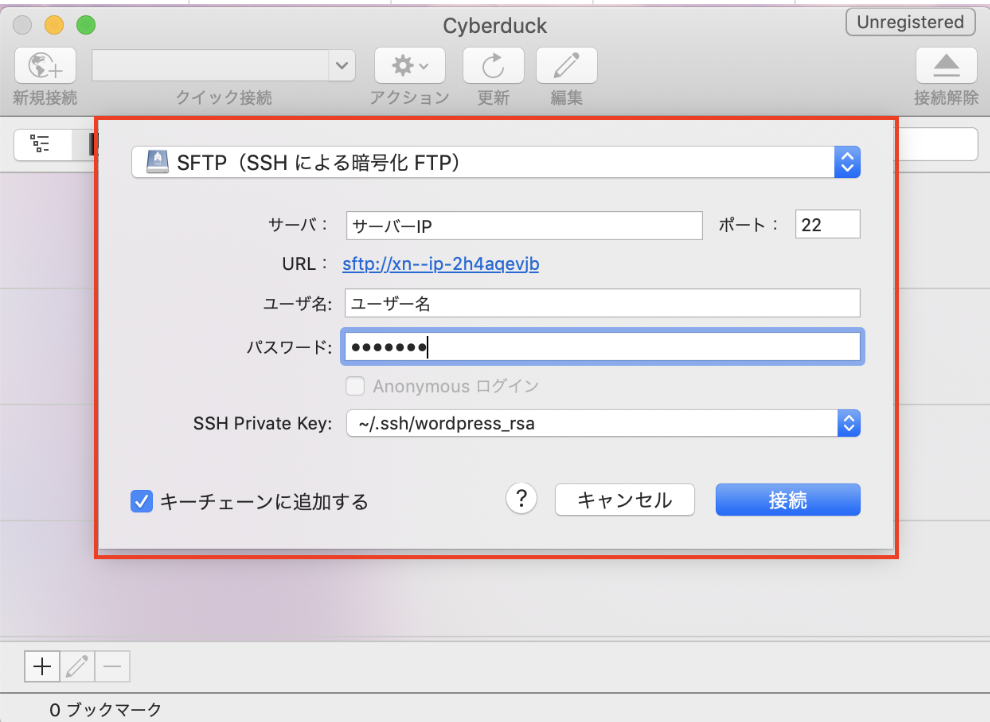 Cyberduck
Unregistered
新規接続
クイック接続
アクション
更新
編集
接続解除
SFTP（SSH による暗号化 FTP）
サーバ： サーバーIP ポート： 22
URL： sftp://xn--ip-2h4aqevjb
ユーザ名: ユーザー名
パスワード: •••••••
Anonymous ログイン
SSH Private Key: ~/.ssh/wordpress_rsa
キーチェーンに追加する ? キャンセル 接続
0 ブックマーク